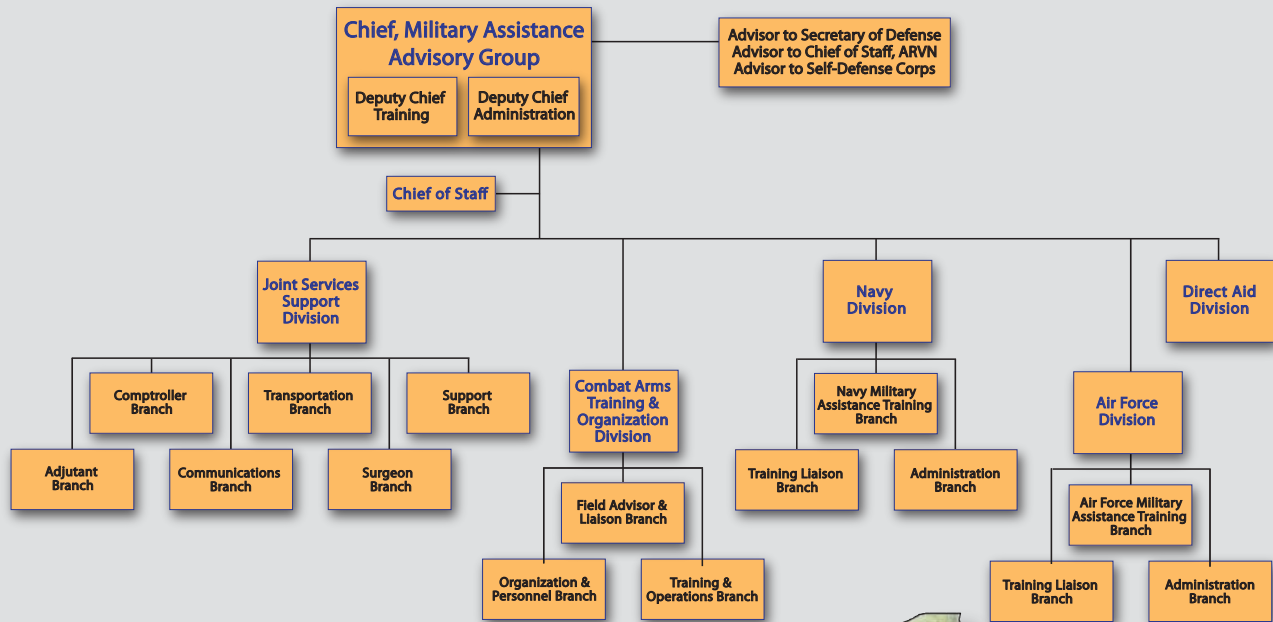 Chief, Military Assistance
Advisory Group
Deputy Chief
Training
Deputy Chief
Administration
Advisor to Secretary of Defense
Advisor to Chief of Staff, ARVN
Advisor to Self-Defense Corps
Chief of Staff
Joint Services
Support
Division
Combat Arms
Training &
Organization
Division
Navy
Division
Air Force
Division
Direct Aid
Division
Comptroller
Branch
Transportation
Branch
Support
Branch
Adjutant
Branch
Communications
Branch
Surgeon
Branch
Field Advisor &
Liaison Branch
Organization &
Personnel Branch
Training &
Operations Branch
Navy Military
Assistance Training
Branch
Training Liaison
Branch
Administration
Branch
Air Force Military
Assistance Training
Branch
Training Liaison
Branch
Administration
Branch